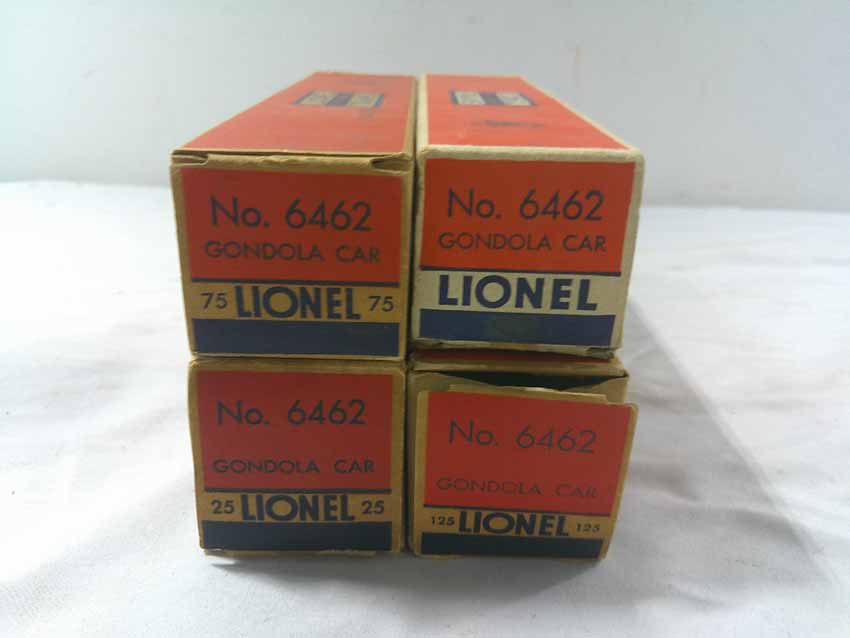 No. 6462
GONDOLA CAR
75 LIONEL 75
No. 6462
GONDOLA CAR
LIONEL
No. 6462
GONDOLA CAR
25 LIONEL 25
No. 6462
GONDOLA CAR
125 LIONEL 125